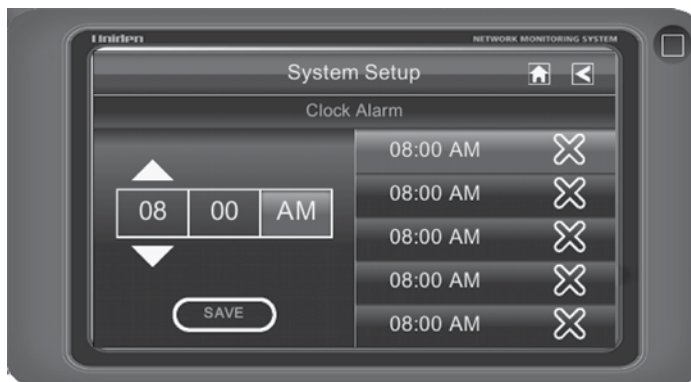 Uniden
NETWORK MONITORING SYSTEM
System Setup
Clock Alarm
08 00 AM
SAVE
08:00 AM
08:00 AM
08:00 AM
08:00 AM
08:00 AM